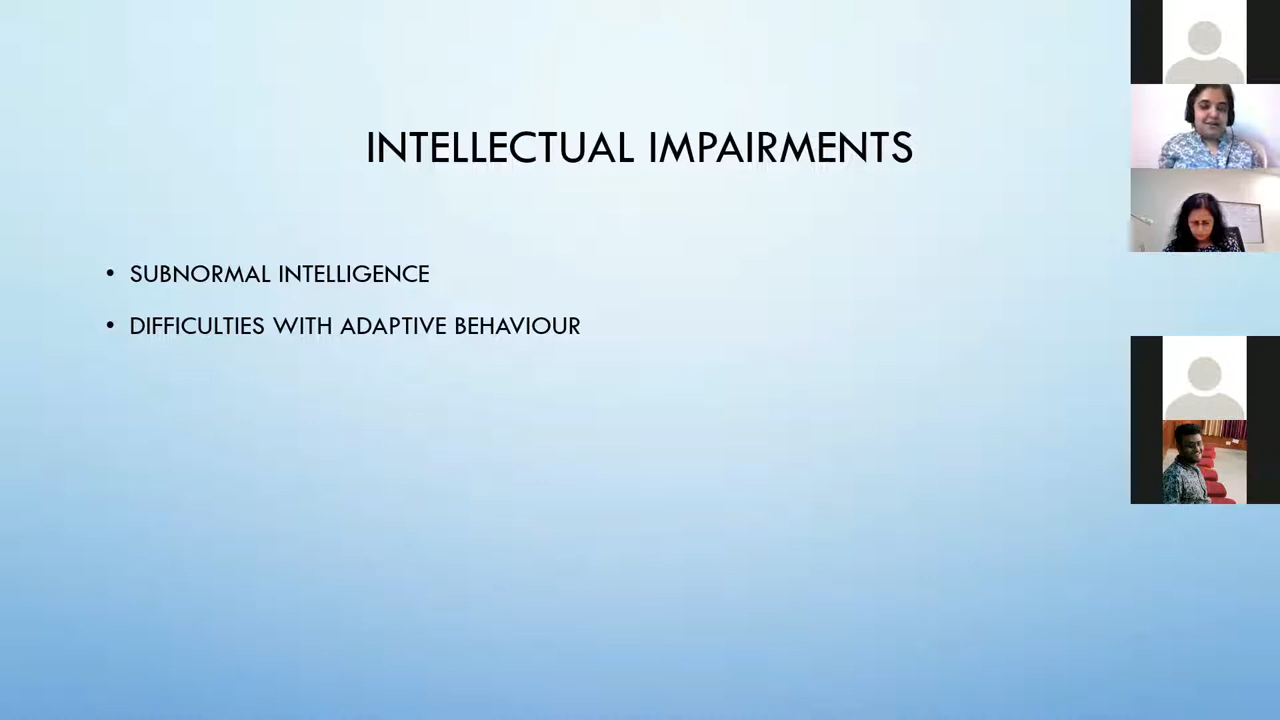 INTELLECTUAL IMPAIRMENTS
• SUBNORMAL INTELLIGENCE
• DIFFICULTIES WITH ADAPTIVE BEHAVIOUR